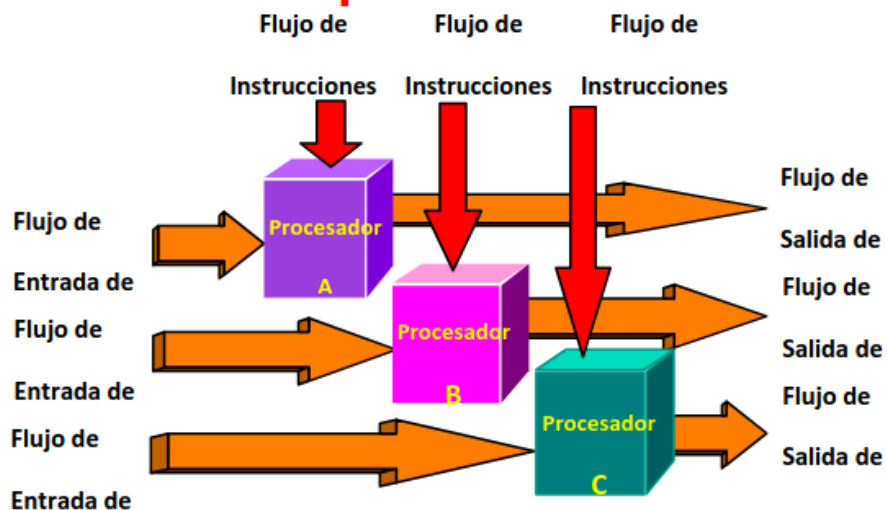 Flujo de
Instrucciones
Flujo de
Instrucciones
Flujo de
Instrucciones
Flujo de
Entrada de
Flujo de
Entrada de
Flujo de
Entrada de
Procesador
A
Procesador
B
Procesador
C
Flujo de
Salida de
Flujo de
Salida de
Flujo de
Salida de